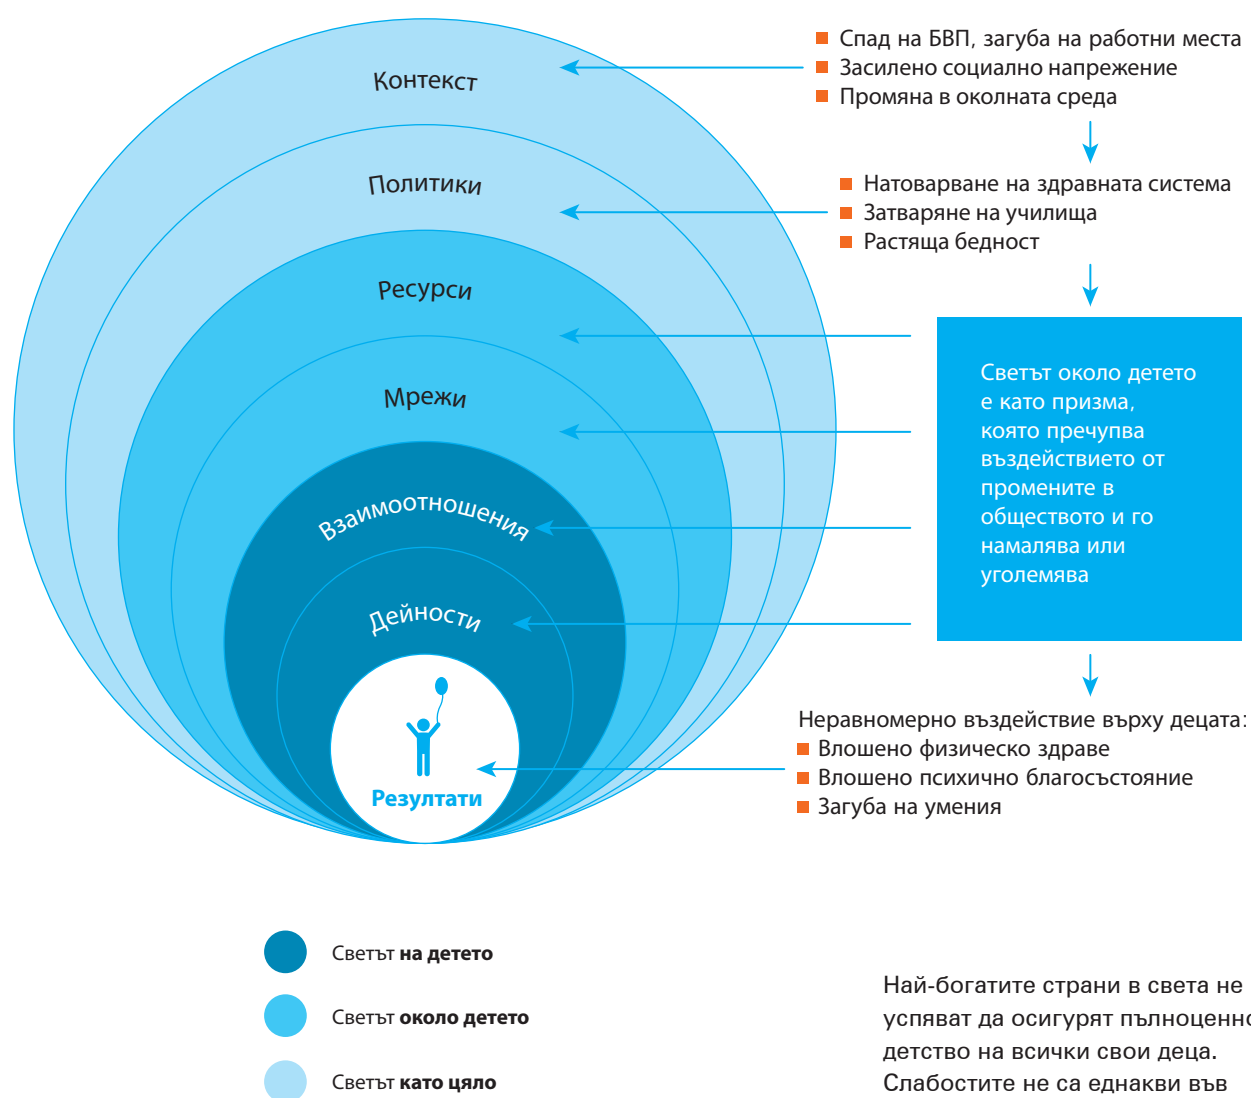 Контекст
Политики
Ресурси
Мрежи
Взаимоотношения
Дейности
Резултати
Спад на БВП, загуба на работни места
Засилено социално напрежение
Промяна в околната среда
Натоварване на здравната система
Затваряне на училища
Растяща бедност
Светът около детето
е като призма,
която пречупва
въздействието от
промените в
обществото и го
намалява или
уголемява
Неравномерно въздействие върху децата:
Влошено физическо здраве
Влошено психично благосъстояние
Загуба на умения
Светът на детето
Светът около детето
Светът като цяло
Най-богатите страни в света не
успяват да осигурят пълноценно
детство на всички свои деца.
Слабостите не са еднакви във